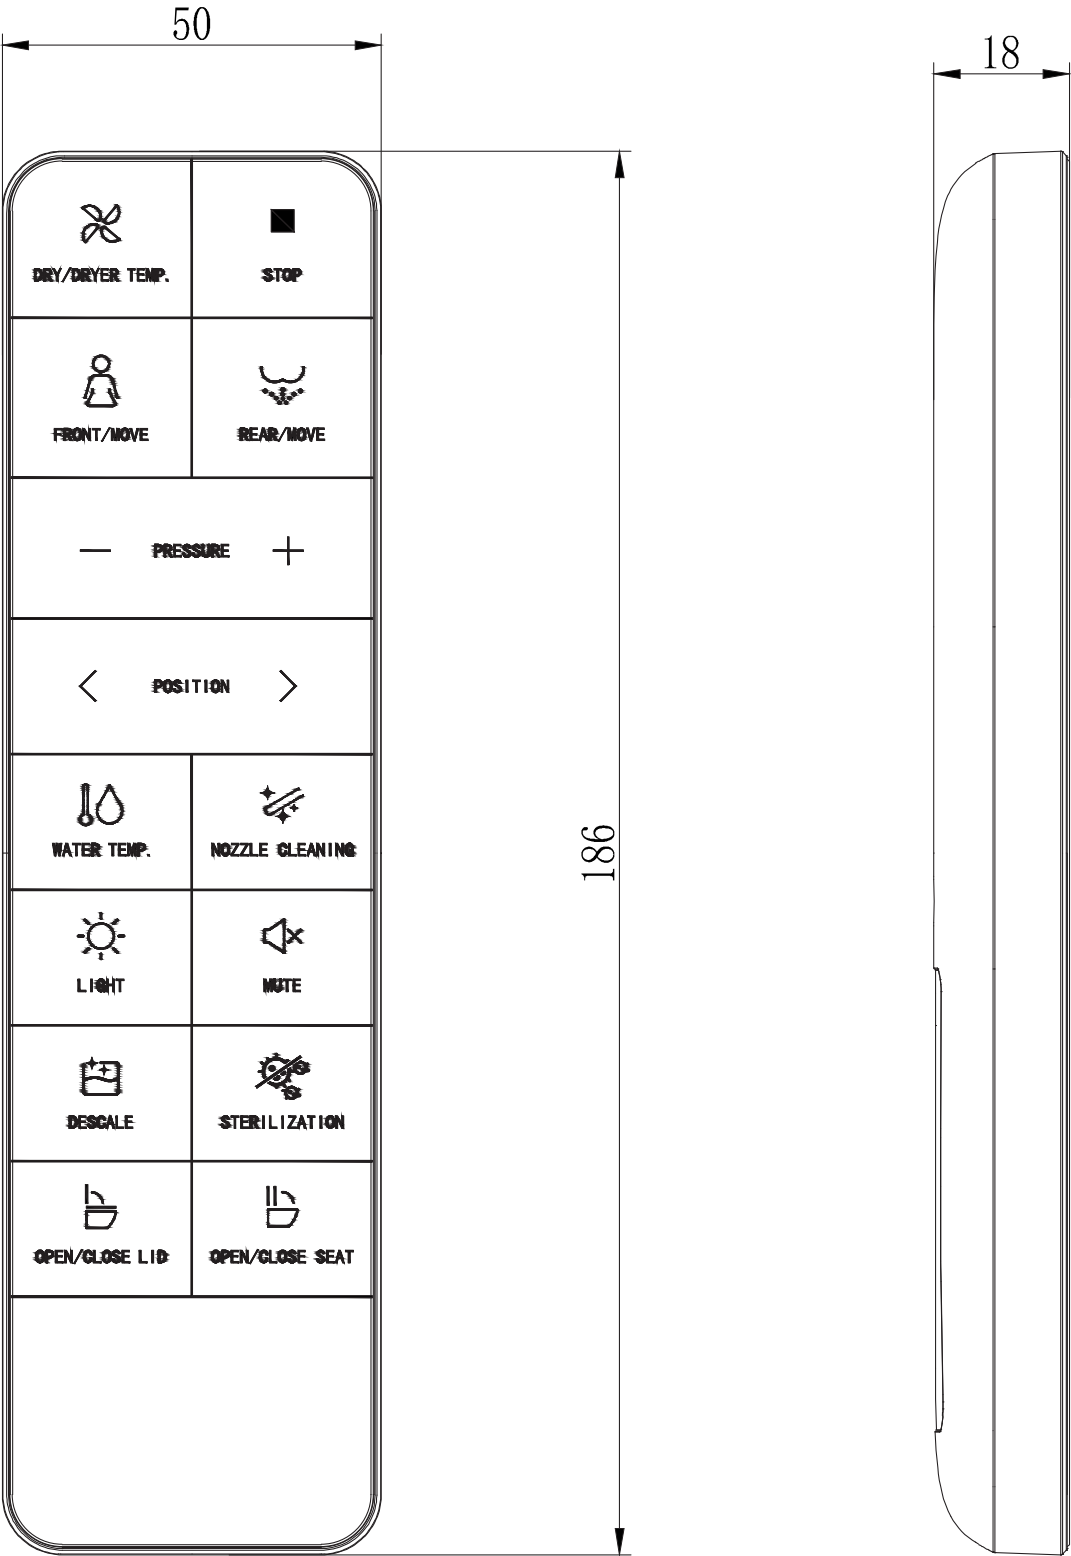 50
18
DRY/DRYER TEMP.
STOP
FRONT/MOVE
REAR/MOVE
PRESSURE
POSITION
WATER TEMP.
NOZZLE CLEANING
186
LIGHT
MUTE
DESCALE
STERILIZATION
OPEN/CLOSE LID
OPEN/CLOSE SEAT